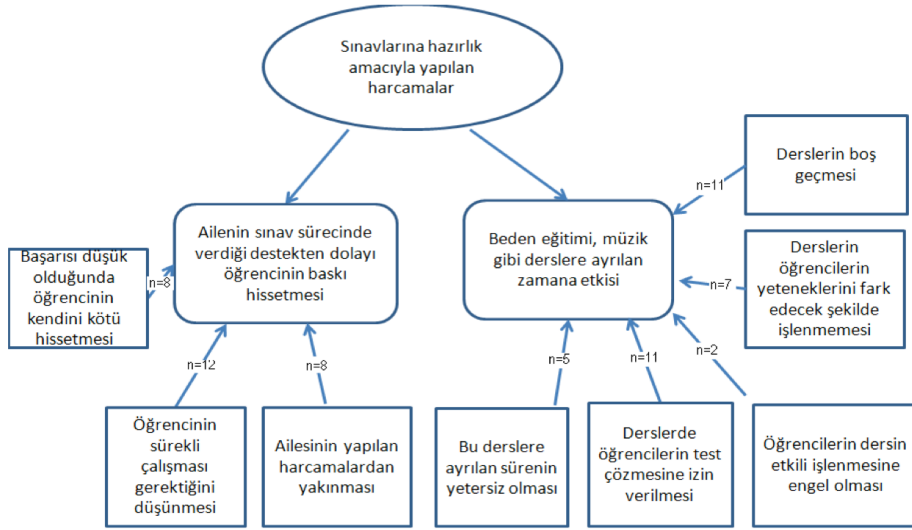 Sınavlarına hazırlık
amacıyla yapılan
harcamalar
Derslerin boş
geçmesi
n=11
Ailenin sınav sürecinde
verdiği destekten dolayı
öğrencinin baskı
hissetmesi
Beden eğitimi, müzik
gibi derslere ayrılan
zamana etkisi
Başarısı düşük
olduğunda
öğrencinin
kendini kötü
hissetmesi
n=8
Derslerin
öğrencilerin
yeteneklerini fark
edecek şekilde
işlenmemesi
n=7
n=12
n=8
n=5
n=11
n=2
Öğrencinin
sürekli
çalışması
gerektiğini
düşünmesi
Ailesinin yapılan
harcamalardan
yakınması
Bu derslere
ayrılan sürenin
yetersiz olması
Derslerde
öğrencilerin test
çözmesine izin
verilmesi
Öğrencilerin dersin
etkili işlenmesine
engel olması